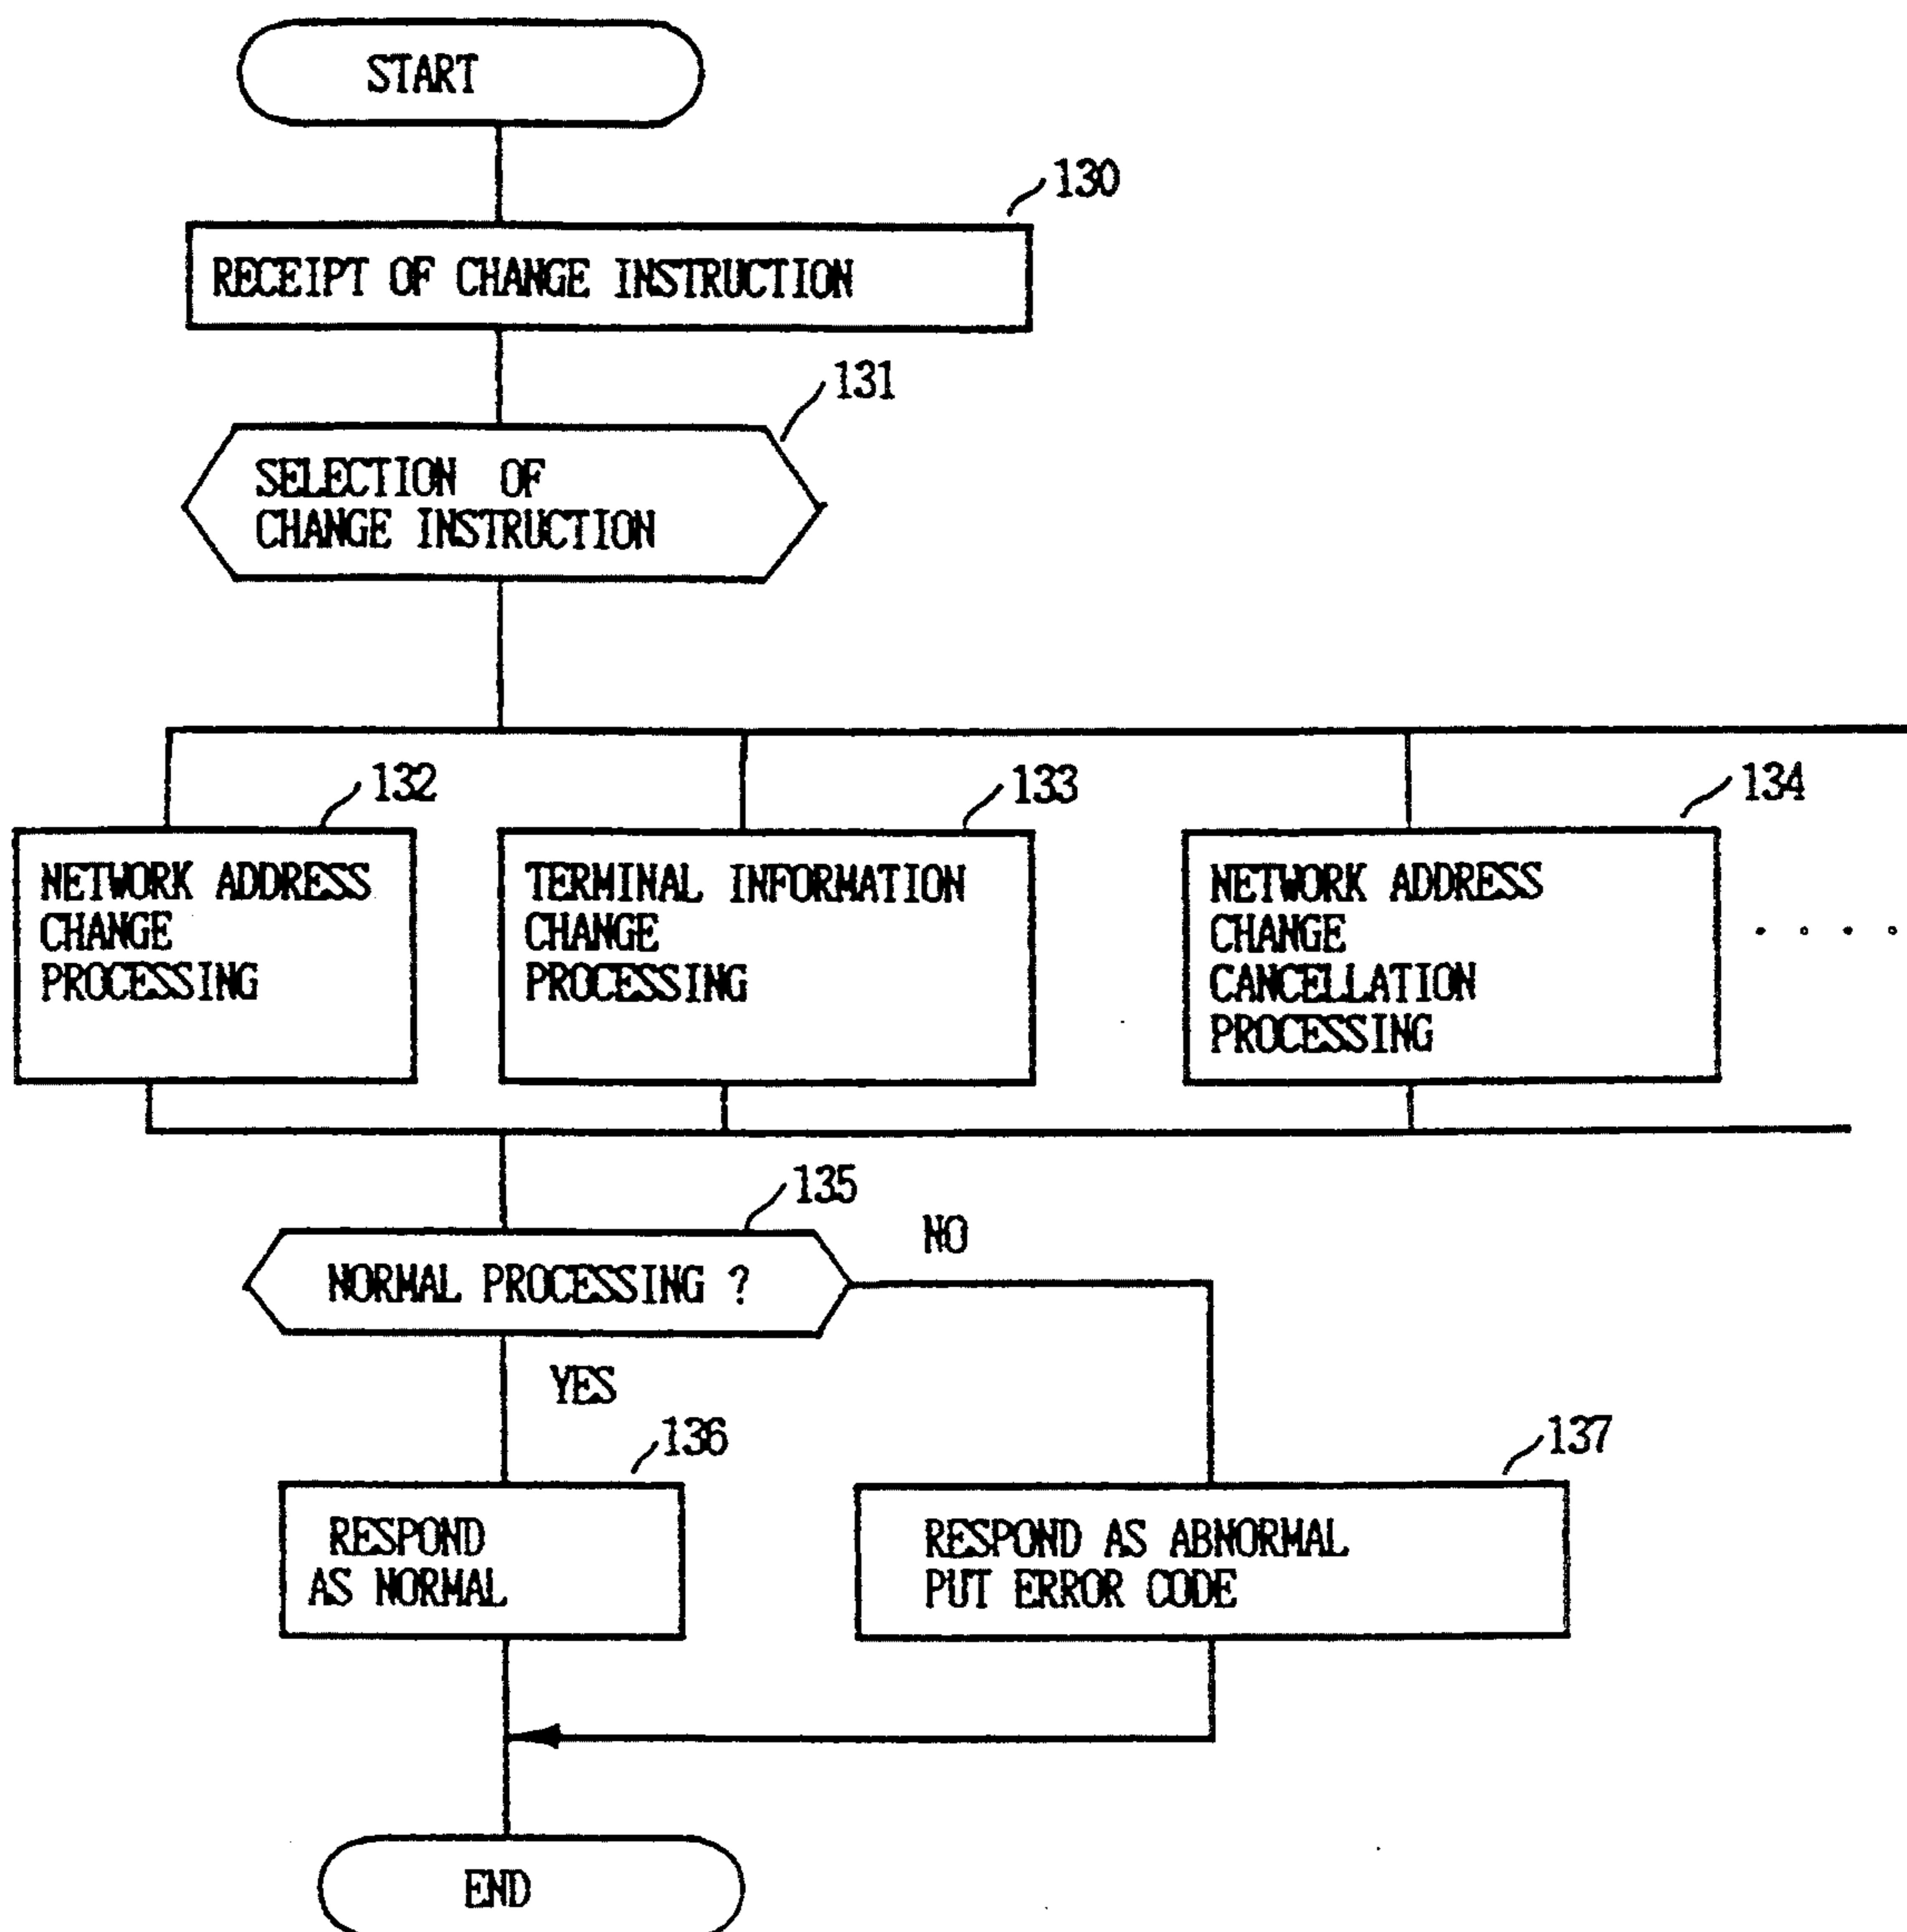 START
130
RECEIPT OF CHANGE INSTRUCTION
131
SELECTION OF
CHANGE INSTRUCTION
132
NETWORK ADDRESS
CHANGE
PROCESSING
133
TERMINAL INFORMATION
CHANGE
PROCESSING
134
NETWORK ADDRESS
CHANGE
CANCELLATION
PROCESSING
. . . .
135
NORMAL PROCESSING ?
NO
YES
136
RESPOND
AS NORMAL
137
RESPOND AS ABNORMAL
PUT ERROR CODE
END